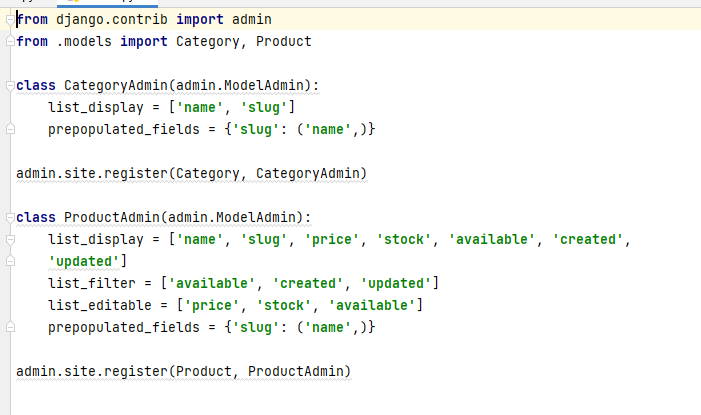 from django.contrib import admin
from .models import Category, Product
class CategoryAdmin(admin.ModelAdmin):
    list_display = ['name', 'slug']
    prepopulated_fields = {'slug': ('name',)}
admin.site.register(Category, CategoryAdmin)
class ProductAdmin(admin.ModelAdmin):
    list_display = ['name', 'slug', 'price', 'stock', 'available', 'created',
    'updated']
    list_filter = ['available', 'created', 'updated']
    list_editable = ['price', 'stock', 'available']
    prepopulated_fields = {'slug': ('name',)}
admin.site.register(Product, ProductAdmin)